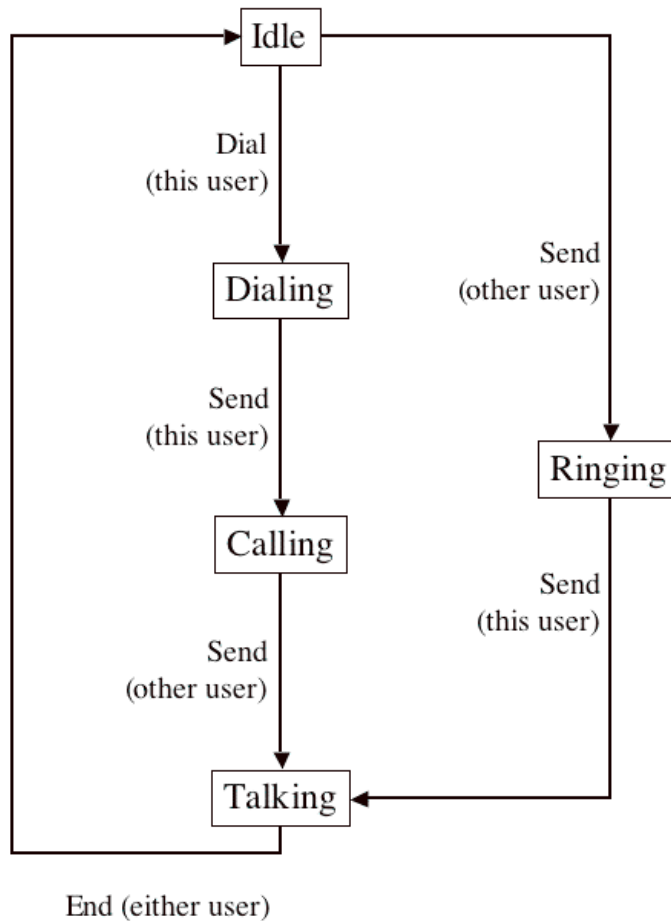 Idle
Dial
(this user)
Send
(other user)
Dialing
Send
(this user)
Ringing
Calling
Send
(this user)
Send
(other user)
Talking
End (either user)